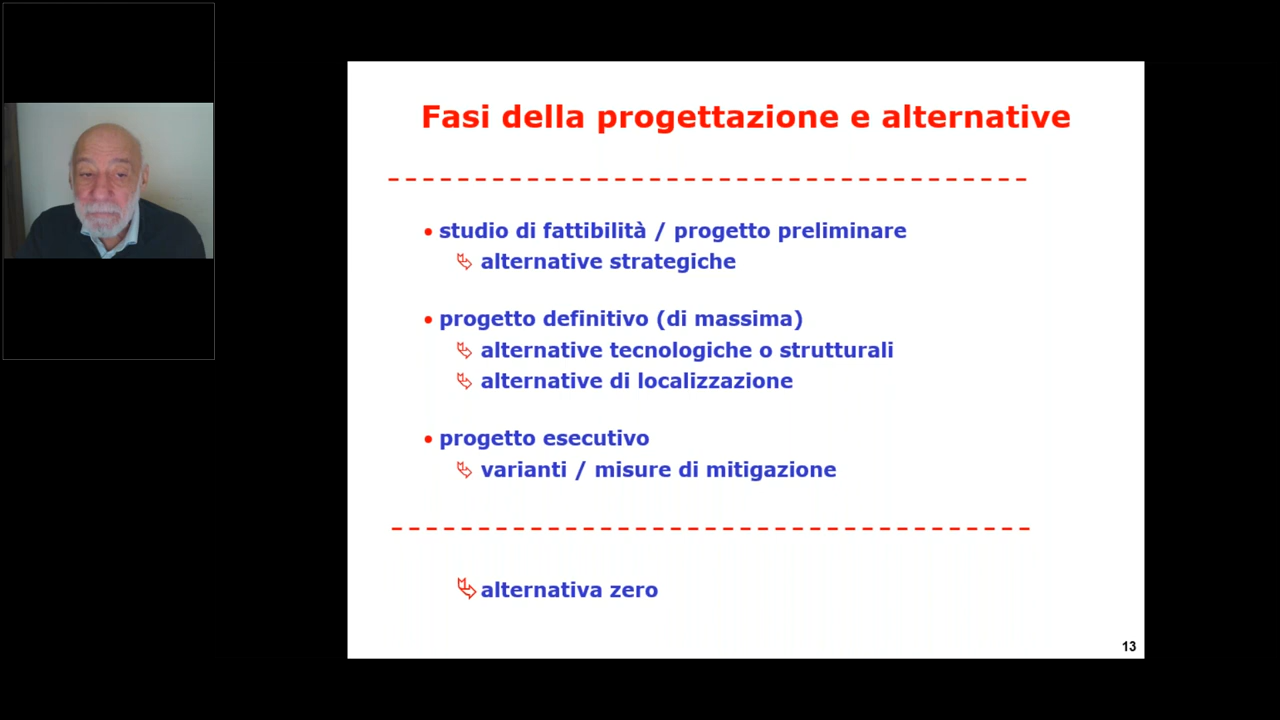 Fasi della progettazione e alternative
• studio di fattibilità / progetto preliminare
alternative strategiche
• progetto definitivo (di massima)
alternative tecnologiche o strutturali
alternative di localizzazione
• progetto esecutivo
varianti / misure di mitigazione
alternativa zero
13